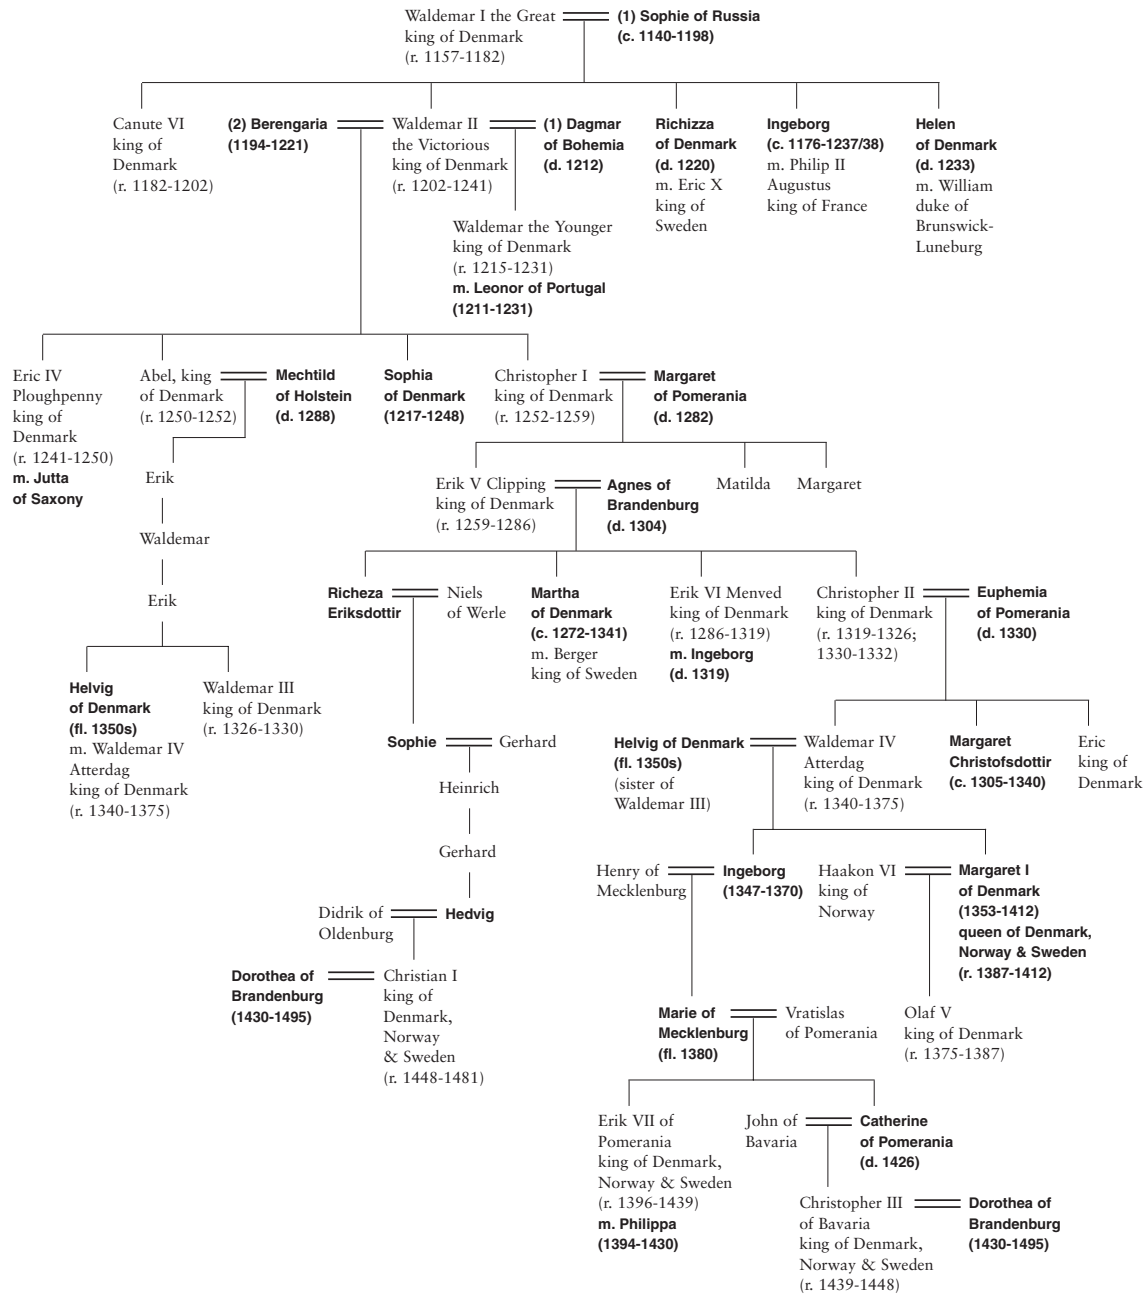 Waldemar I the Great
king of Denmark
(r. 1157-1182)
(1) Sophie of Russia
(c. 1140-1198)
Canute VI
king of
Denmark
(r. 1182-1202)
(2) Berengaria
(1194-1221)
Waldemar II
the Victorious
king of Denmark
(r. 1202-1241)
(1) Dagmar
of Bohemia
(d. 1212)
Richizza
of Denmark
(d. 1220)
m. Eric X
king of
Sweden
Ingeborg
(c. 1176-1237/38)
m. Philip II
Augustus
king of France
Helen
of Denmark
(d. 1233)
m. William
duke of
Brunswick-
Luneburg
Waldemar the Younger
king of Denmark
(r. 1215-1231)
m. Leonor of Portugal
(1211-1231)
Eric IV
Ploughpenny
king of
Denmark
(r. 1241-1250)
m. Jutta
of Saxony
Abel, king
of Denmark
(r. 1250-1252)
Mechtild
of Holstein
(d. 1288)
Sophia
of Denmark
(1217-1248)
Christopher I
king of Denmark
(r. 1252-1259)
Margaret
of Pomerania
(d. 1282)
Erik
Waldemar
Erik
Erik V Clipping
king of Denmark
(r. 1259-1286)
Agnes of
Brandenburg
(d. 1304)
Matilda
Margaret
Richeza
Eriksdottir
Niels
of Werle
Martha
of Denmark
(c. 1272-1341)
m. Berger
king of Sweden
Erik VI Menved
king of Denmark
(r. 1286-1319)
m. Ingeborg
(d. 1319)
Christopher II
king of Denmark
(r. 1319-1326;
1330-1332)
Euphemia
of Pomerania
(d. 1330)
Helvig
of Denmark
(fl. 1350s)
m. Waldemar IV
Atterdag
king of Denmark
(r. 1340-1375)
Waldemar III
king of Denmark
(r. 1326-1330)
Sophie
Gerhard
Heinrich
Gerhard
Didrik of
Oldenburg
Hedvig
Dorothea of
Brandenburg
(1430-1495)
Christian I
king of
Denmark,
Norway
& Sweden
(r. 1448-1481)
Helvig of Denmark
(fl. 1350s)
(sister of
Waldemar III)
Waldemar IV
Atterdag
king of Denmark
(r. 1340-1375)
Margaret
Christofsdottir
(c. 1305-1340)
Eric
king of
Denmark
Henry of
Mecklenburg
Ingeborg
(1347-1370)
Haakon VI
king of
Norway
Margaret I
of Denmark
(1353-1412)
queen of Denmark,
Norway & Sweden
(r. 1387-1412)
Marie of
Mecklenburg
(fl. 1380)
Vratislas
of Pomerania
Olaf V
king of Denmark
(r. 1375-1387)
Erik VII of
Pomerania
king of Denmark,
Norway & Sweden
(r. 1396-1439)
m. Philippa
(1394-1430)
John of
Bavaria
Catherine
of Pomerania
(d. 1426)
Christopher III
of Bavaria
king of Denmark,
Norway & Sweden
(r. 1439-1448)
Dorothea of
Brandenburg
(1430-1495)